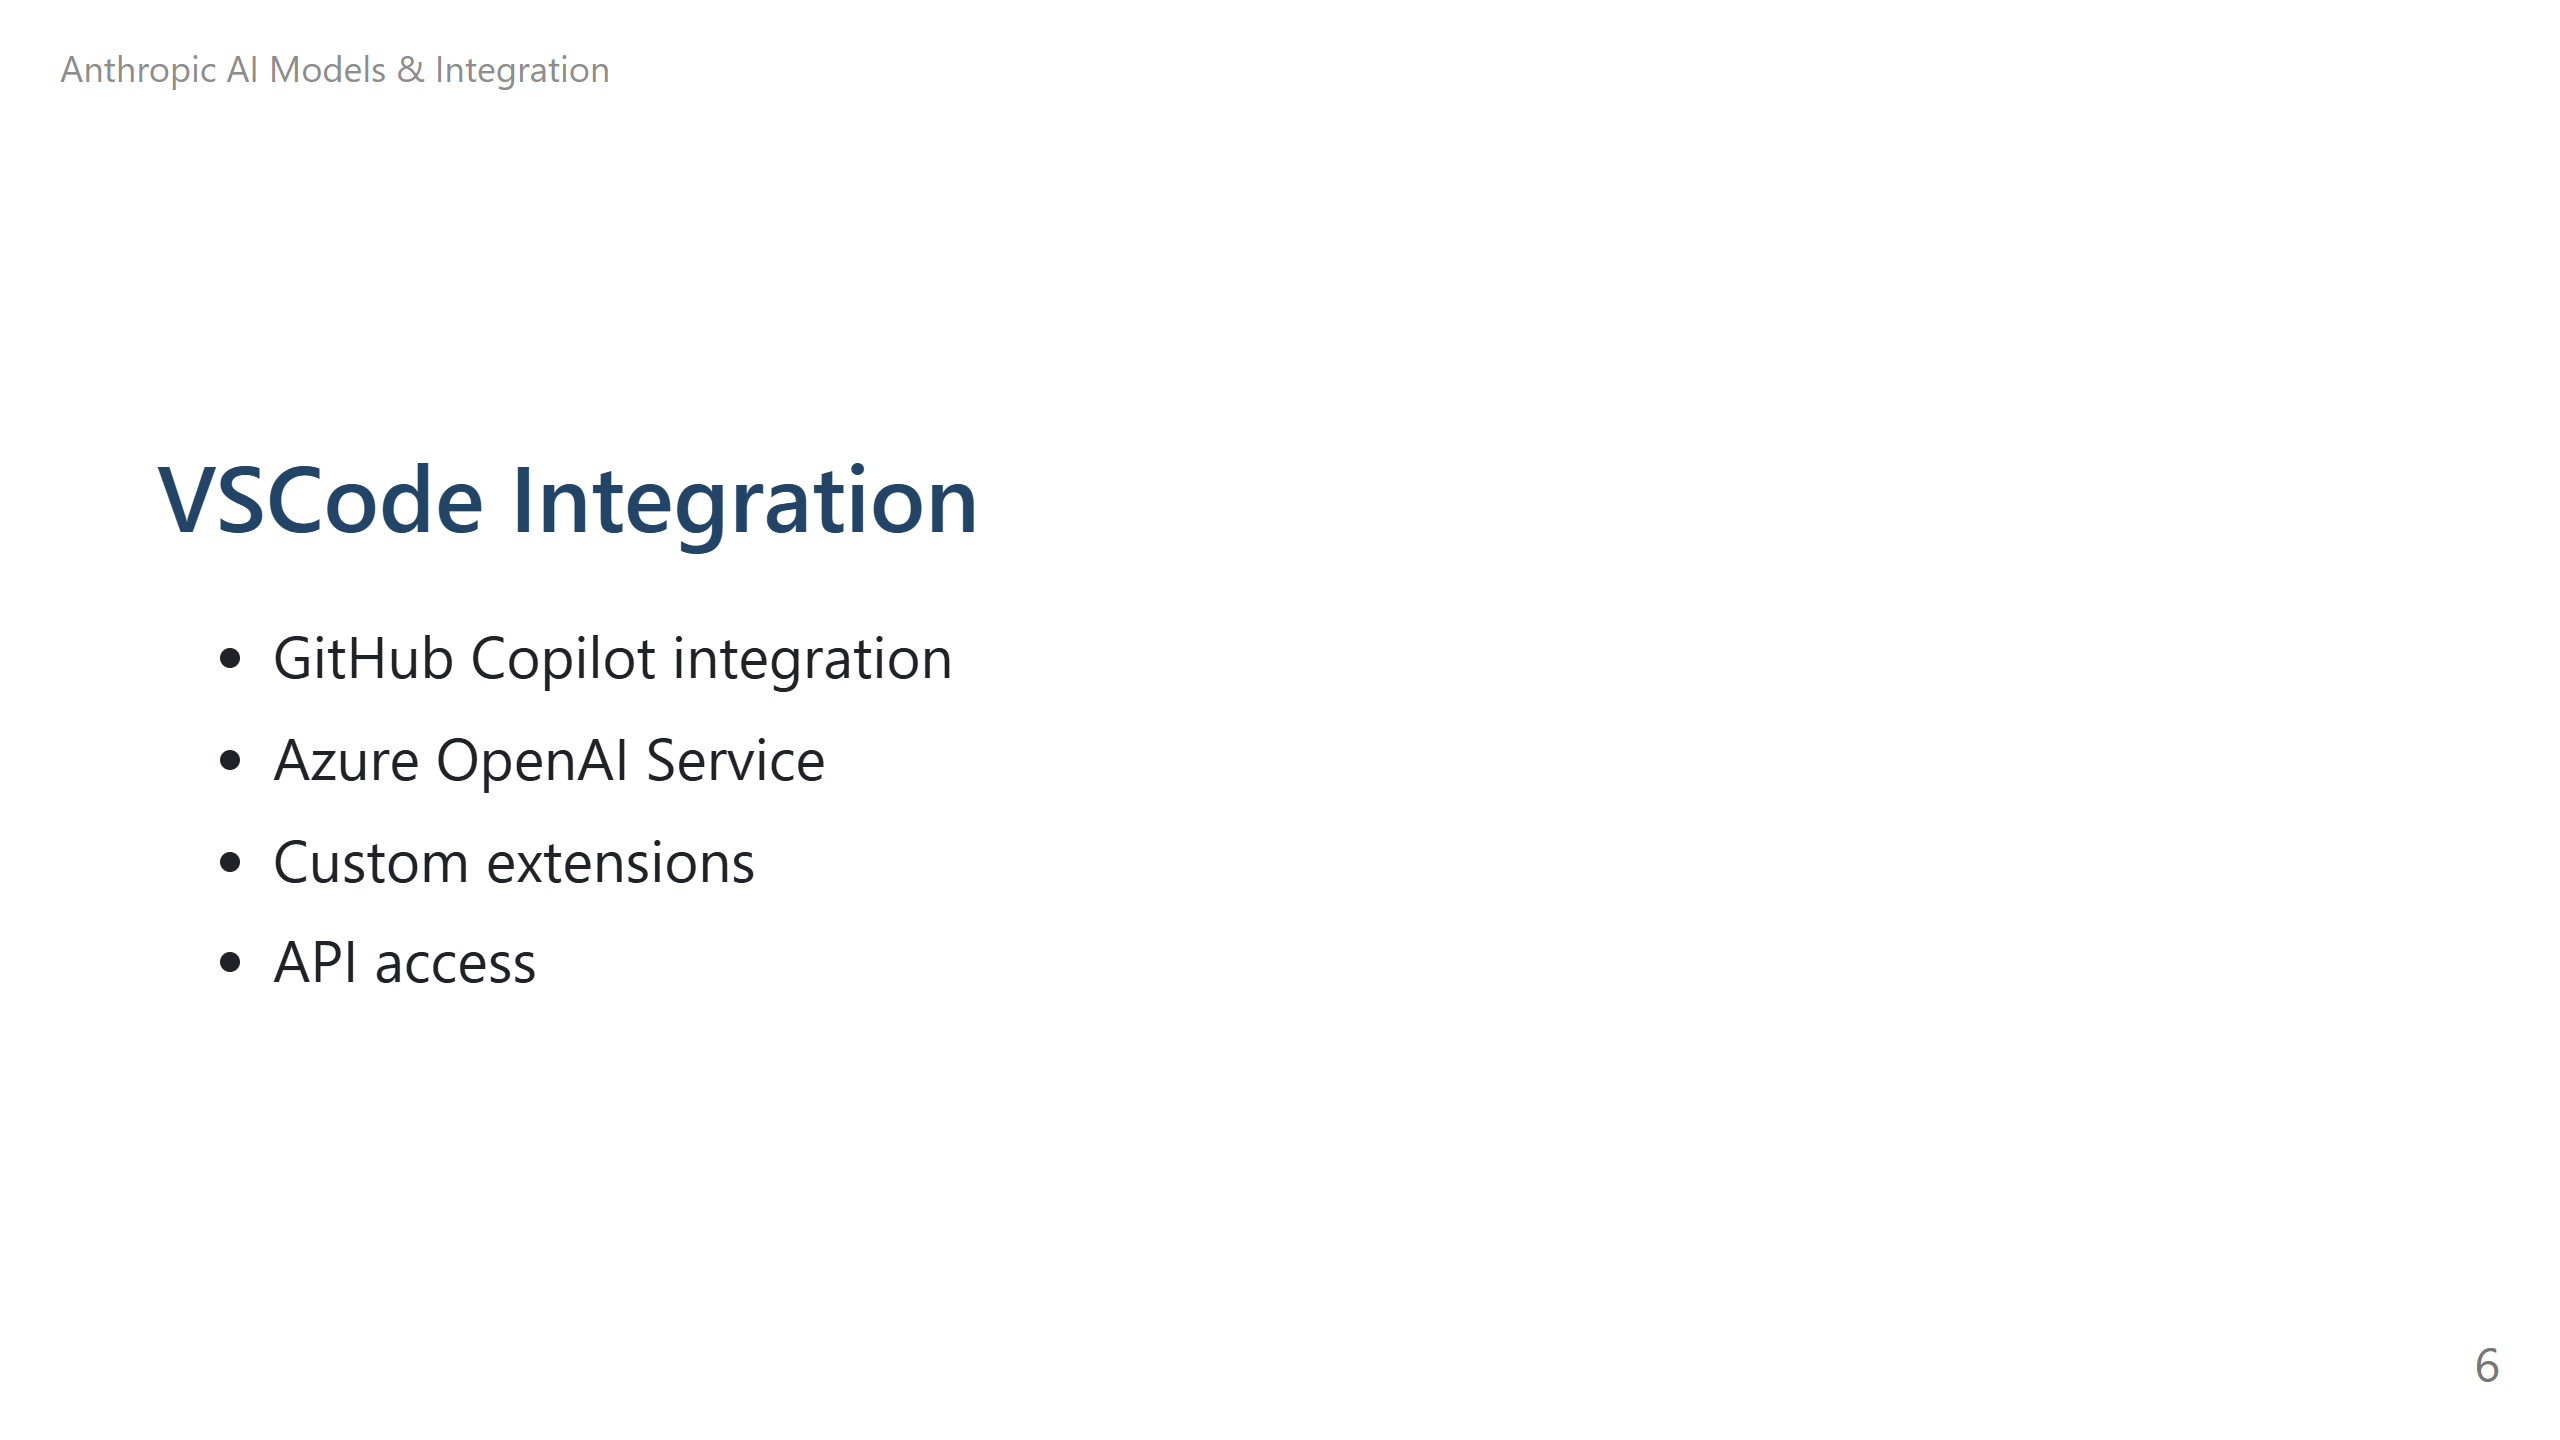 Anthropic AI Models & Integration
VSCode Integration
• GitHub Copilot integration
• Azure OpenAI Service
• Custom extensions
• API access
6